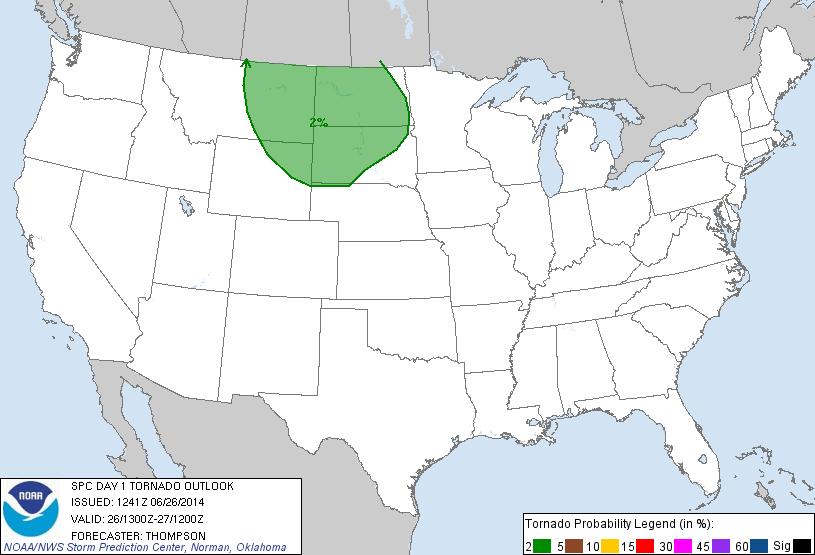 2%
SPC DAY 1 TORNADO OUTLOOK
ISSUED: 1241Z 06/26/2014
VALID: 26/1300Z-27/1200Z
FORECASTER: THOMPSON
NOAA/NWS Storm Prediction Center, Norman, Oklahoma
NOAA
Tornado Probability Legend (in %):
2 5 10 15 30 45 60 Sig